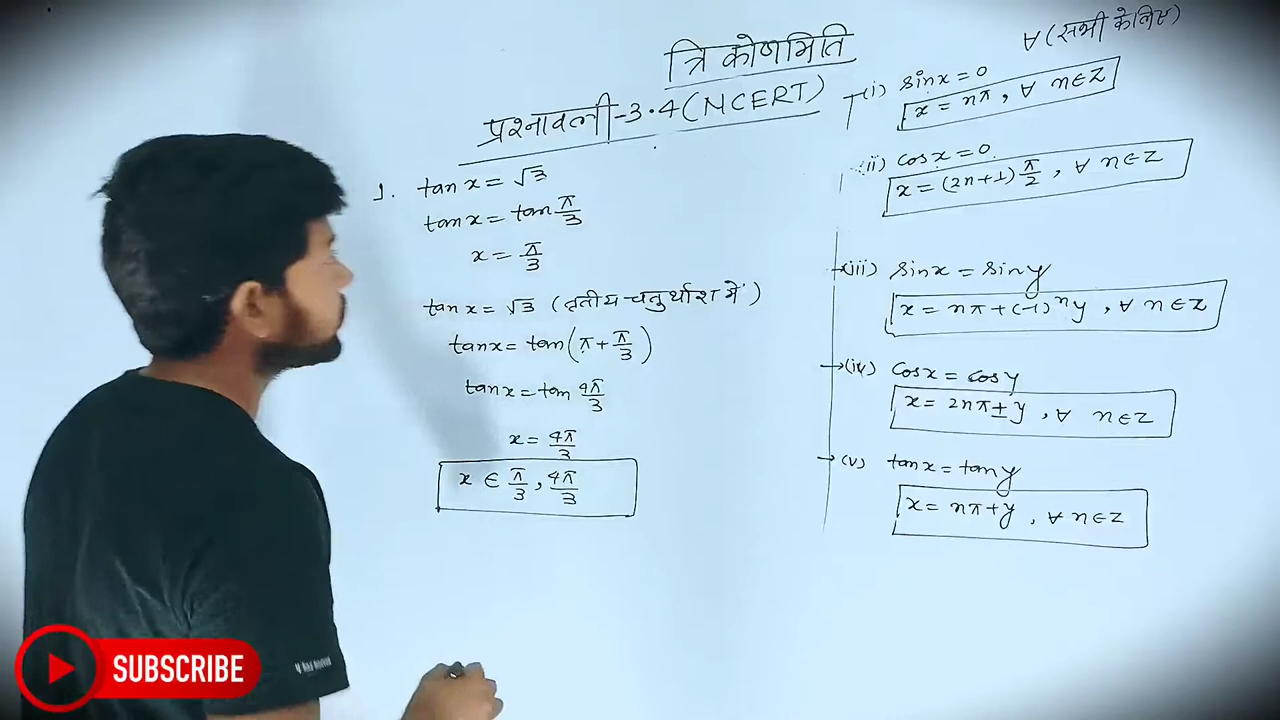 त्रिकोणमिति
प्रश्नावली-3.4 (NCERT)
1. tan x = √3
tan x = tan π/3
x = π/3
tan x = √3 (तृतीय चतुर्थांश में)
tan x = tan(π + π/3)
tan x = tan 4π/3
x = 4π/3
x ∈ π/3, 4π/3
∀ (सभी के लिए)
(i) sin x = 0
x = nπ, ∀ n∈Z
(ii) cos x = 0
x = (2n+1) π/2, ∀ n∈Z
(iii) sin x = sin y
x = nπ + (-1)ⁿy, ∀ n∈Z
(iv) cos x = cos y
x = 2nπ ± y, ∀ n∈Z
(v) tan x = tan y
x = nπ + y, ∀ n∈Z
SUBSCRIBE